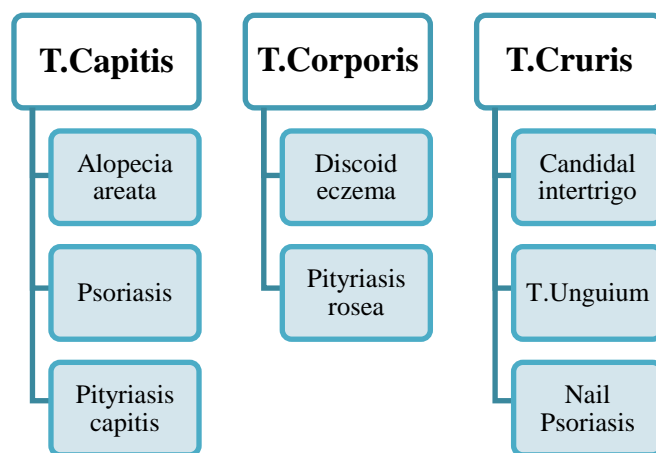 T.Capitis
Alopecia
areata
Psoriasis
Pityriasis
capitis
T.Corporis
Discoid
eczema
Pityriasis
rosea
T.Cruris
Candidal
intertrigo
T.Unguium
Nail
Psoriasis